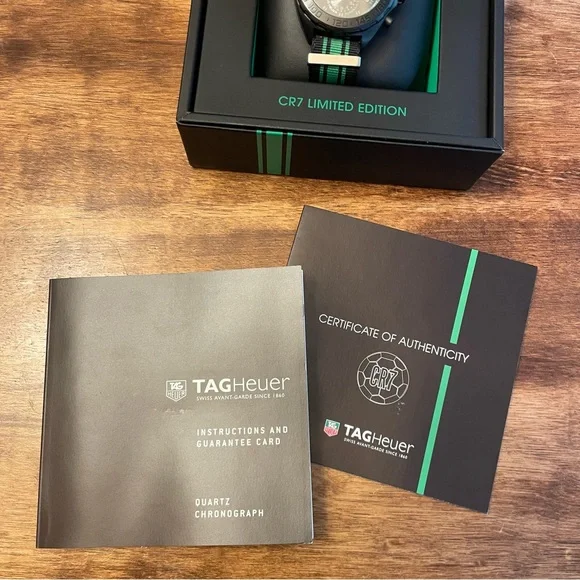 CR7 LIMITED EDITION
CERTIFICATE OF AUTHENTICITY
CR7
TAGHeuer
SWISS AVANT-GARDE SINCE 1860
TAG
TAGHeuer
SWISS AVANT-GARDE SINCE 1860
INSTRUCTIONS AND
GUARANTEE CARD
QUARTZ
CHRONOGRAPH